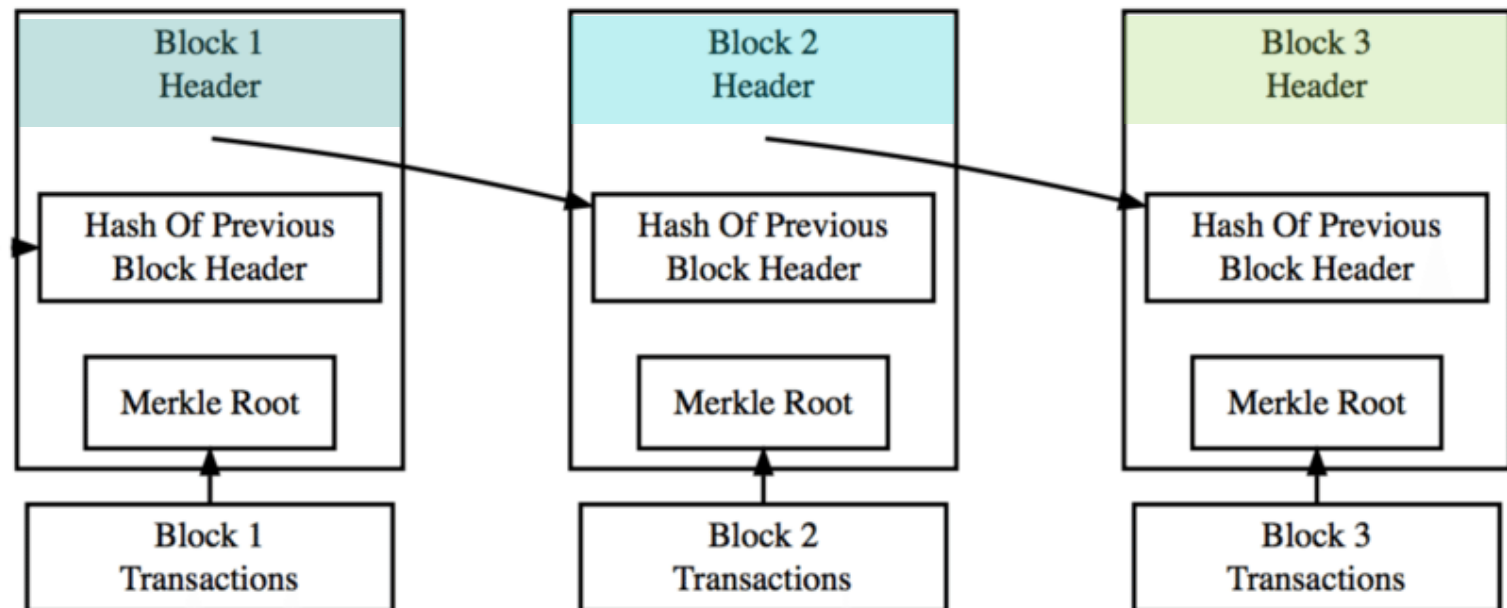 Block 1
Header
Hash Of Previous
Block Header
Merkle Root
Block 1
Transactions
Block 2
Header
Hash Of Previous
Block Header
Merkle Root
Block 2
Transactions
Block 3
Header
Hash Of Previous
Block Header
Merkle Root
Block 3
Transactions